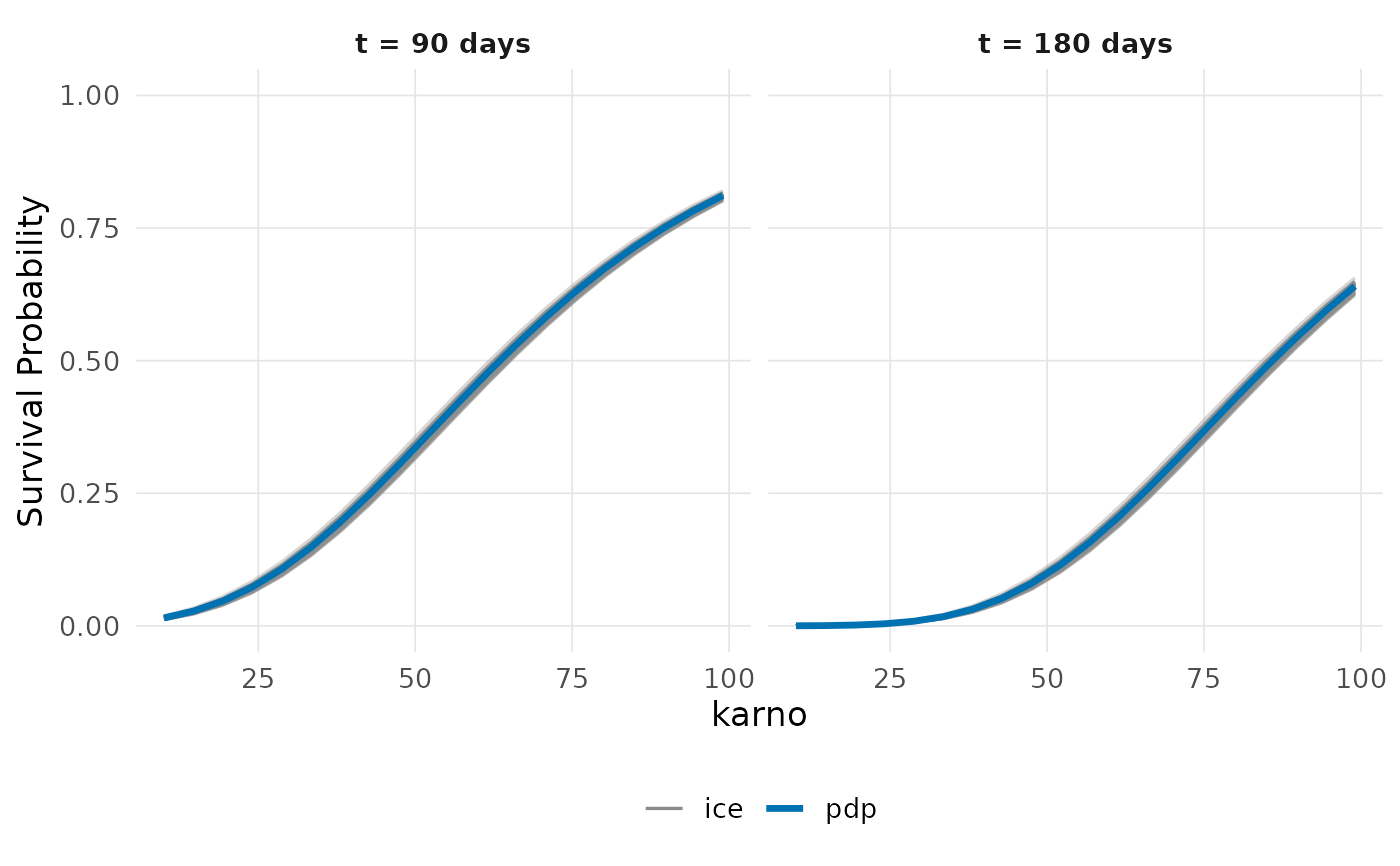 t = 90 days
t = 180 days
Survival Probability
1.00
0.75
0.50
0.25
0.00
25 50 75 100
25 50 75 100
karno
ice pdp